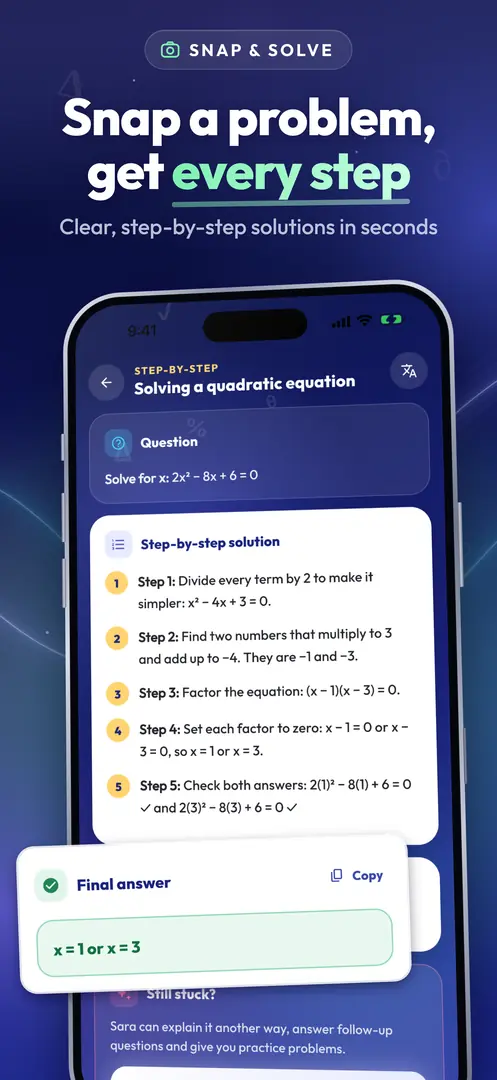 SNAP & SOLVE
Snap a problem,
get every step
Clear, step-by-step solutions in seconds
9:41
STEP-BY-STEP
Solving a quadratic equation
Question
Solve for x: 2x² − 8x + 6 = 0
Step-by-step solution
1 Step 1: Divide every term by 2 to make it
simpler: x² − 4x + 3 = 0.
2 Step 2: Find two numbers that multiply to 3
and add up to −4. They are −1 and −3.
3 Step 3: Factor the equation: (x − 1)(x − 3) = 0.
4 Step 4: Set each factor to zero: x − 1 = 0 or x −
3 = 0, so x = 1 or x = 3.
5 Step 5: Check both answers: 2(1)² − 8(1) + 6 = 0
✓ and 2(3)² − 8(3) + 6 = 0 ✓
Final answer
Copy
x = 1 or x = 3
Still stuck?
Sara can explain it another way, answer follow-up
questions and give you practice problems.